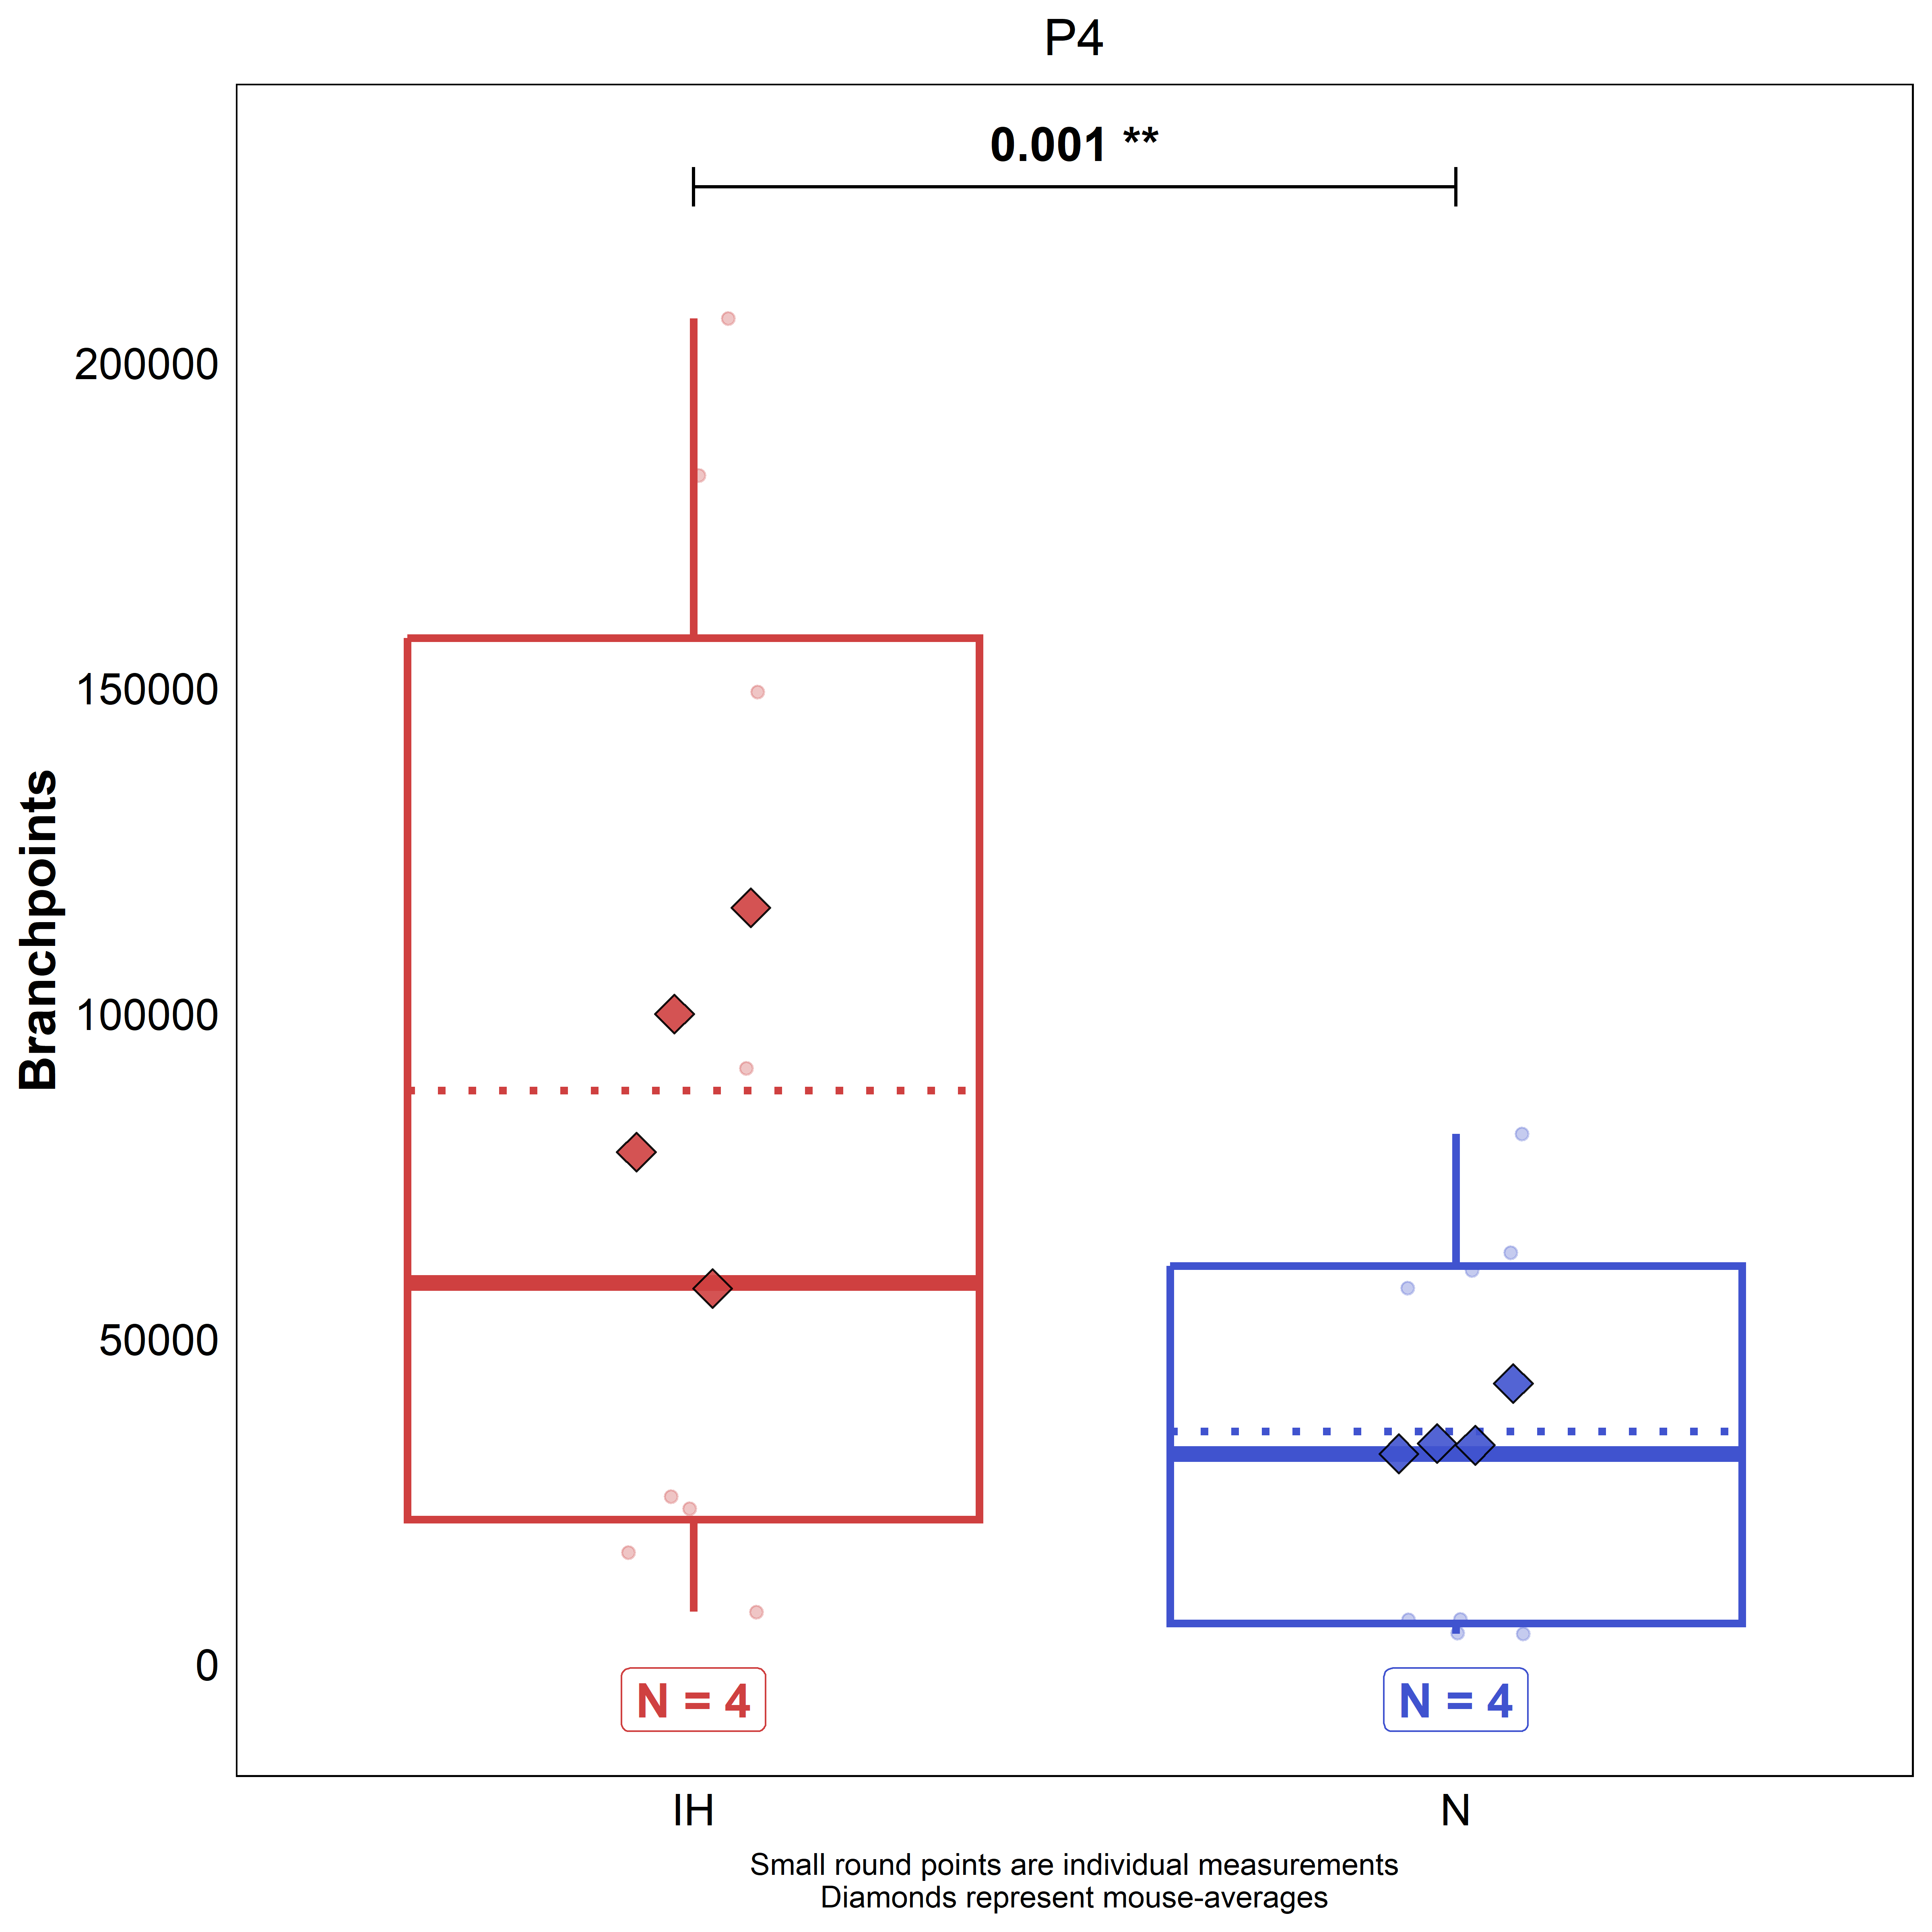 P4
0.001 **
200000
150000
100000
50000
0
Branchpoints
N = 4
N = 4
IH
N
Small round points are individual measurements
Diamonds represent mouse-averages